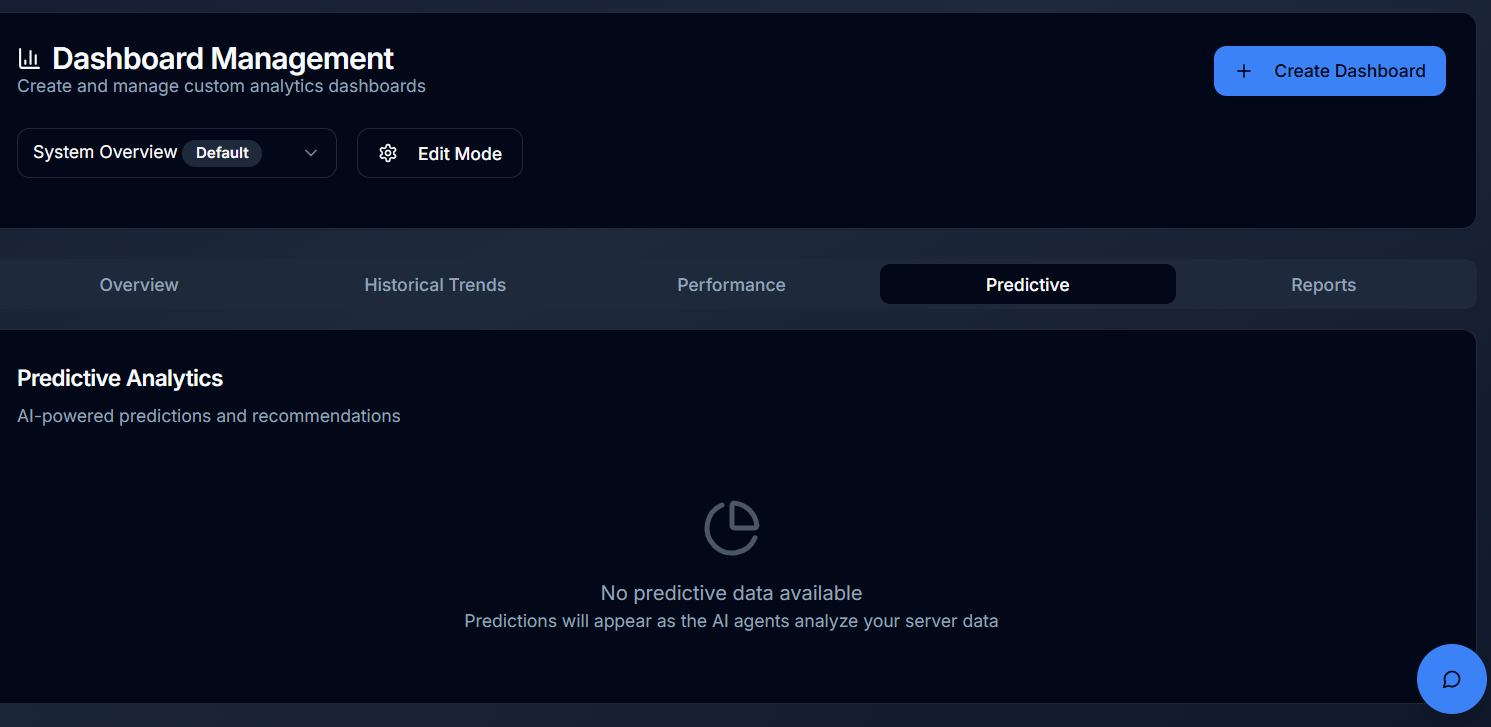 Dashboard Management
Create and manage custom analytics dashboards
Create Dashboard
System Overview Default
Edit Mode
Overview
Historical Trends
Performance
Predictive
Reports
Predictive Analytics
AI-powered predictions and recommendations
No predictive data available
Predictions will appear as the AI agents analyze your server data